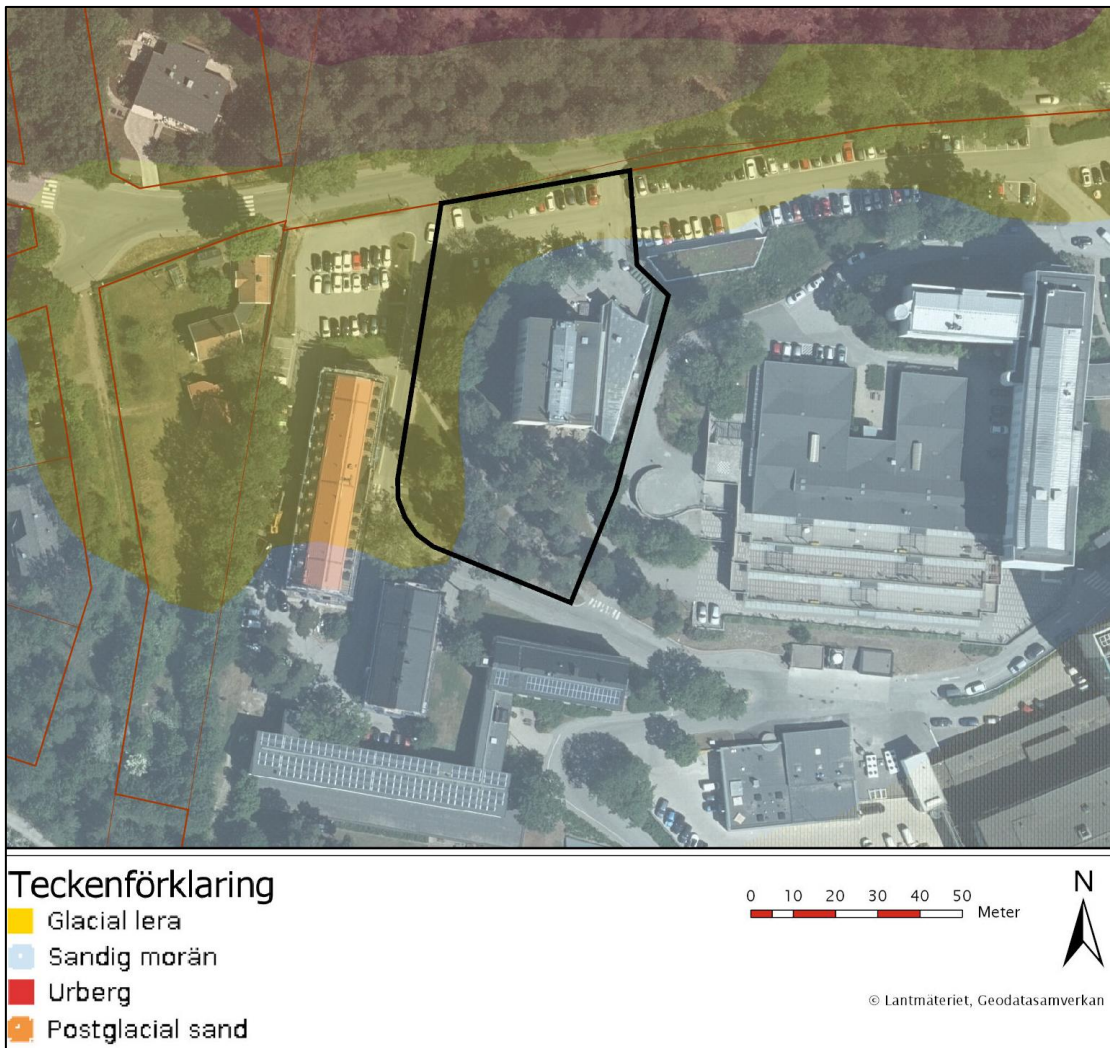 Teckenförklaring
Glacial lera
Sandig morän
Urberg
Postglacial sand
0 10 20 30 40 50
Meter
N
© Lantmäteriet, Geodatasamverkan